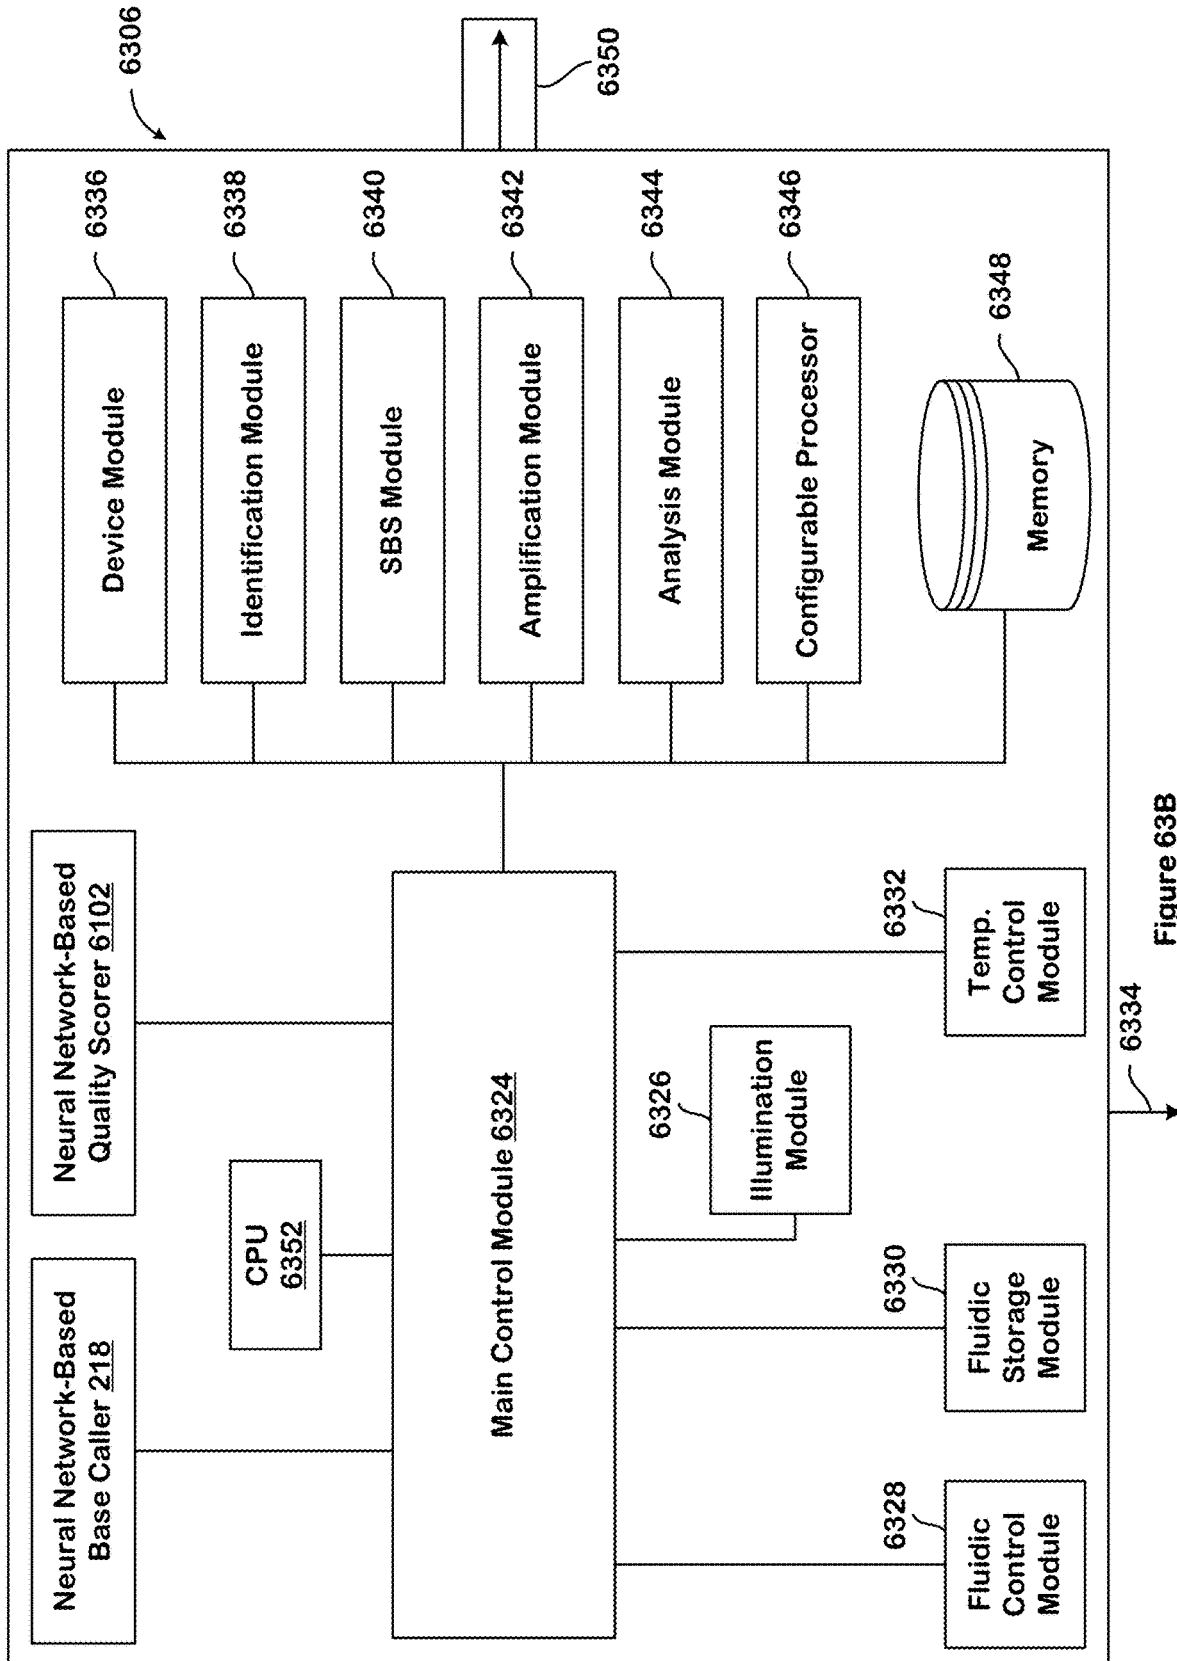 Neural Network-Based
Base Caller 218
Neural Network-Based
Quality Scorer 6102
CPU
6352
Main Control Module 6324
6328
Fluidic
Control
Module
6330
Fluidic
Storage
Module
6326
Illumination
Module
6332
Temp.
Control
Module
6334
6306
Device Module
6336
Identification Module
6338
SBS Module
6340
Amplification Module
6342
Analysis Module
6344
Configurable Processor
6346
Memory
6348
6350
Figure 63B